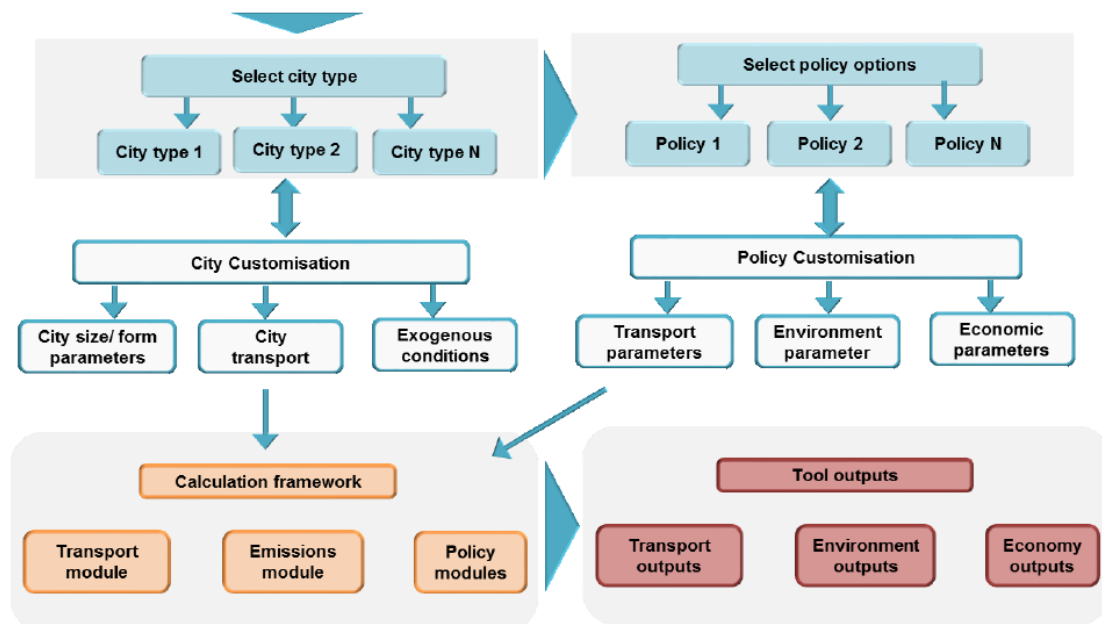 Select city type
City type 1
City type 2
City type N
Select policy options
Policy 1
Policy 2
Policy N
City Customisation
City size/ form
parameters
City
transport
Exogenous
conditions
Policy Customisation
Transport
parameters
Environment
parameter
Economic
parameters
Calculation framework
Transport
module
Emissions
module
Policy
modules
Tool outputs
Transport
outputs
Environment
outputs
Economy
outputs